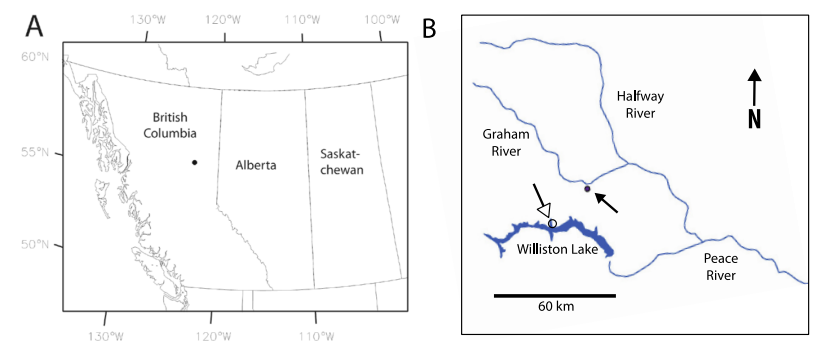 A
130°W 120°W 110°W 100°W
60°N
55°N
50°N
British
Columbia
Alberta
Saskat-
chewan
130°W 120°W 110°W
B
Halfway
River
Graham
River
N
Williston Lake
Peace
River
60 km